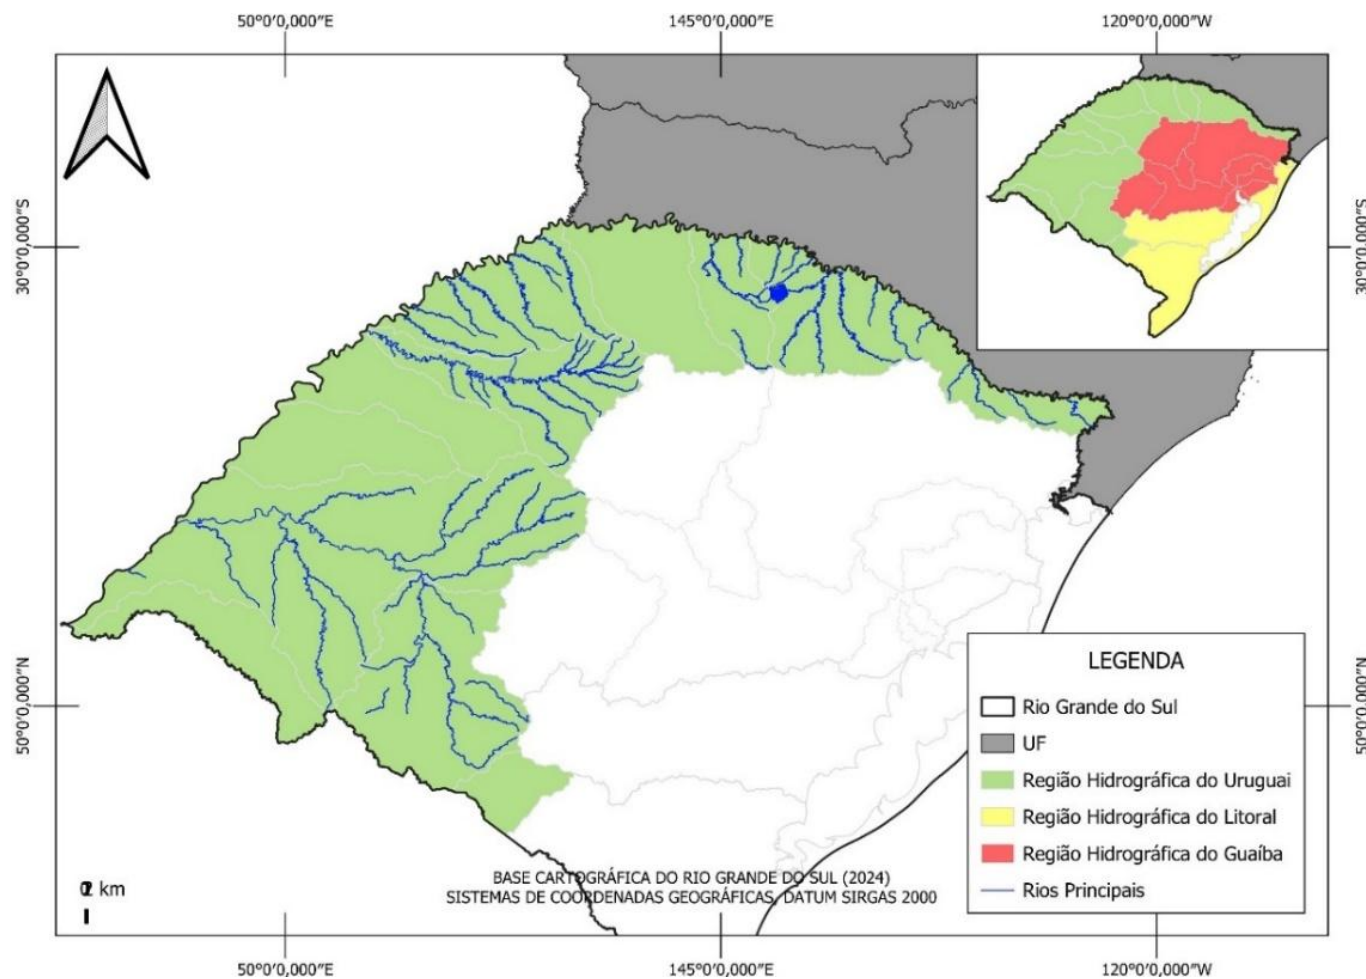 50°0'0,000"E 145°0'0,000"E 120°0'0,000"W
30°0'0,000"S
30°0'0,000"S
50°0'0,000"N
50°0'0,000"N
LEGENDA
Rio Grande do Sul
UF
Região Hidrográfica do Uruguai
Região Hidrográfica do Litoral
Região Hidrográfica do Guaíba
Rios Principais
km
BASE CARTOGRÁFICA DO RIO GRANDE DO SUL (2024)
SISTEMAS DE COORDENADAS GEOGRÁFICAS, DATUM SIRGAS 2000
50°0'0,000"E 145°0'0,000"E 120°0'0,000"W